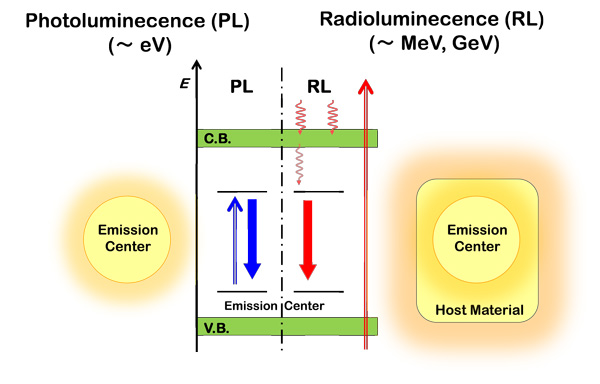 Photoluminecence (PL)
(~ eV)
Radioluminecence (RL)
(~ MeV, GeV)
E
PL
RL
C.B.
Emission
Center
Emission
Center
Host Material
Emission Center
V.B.